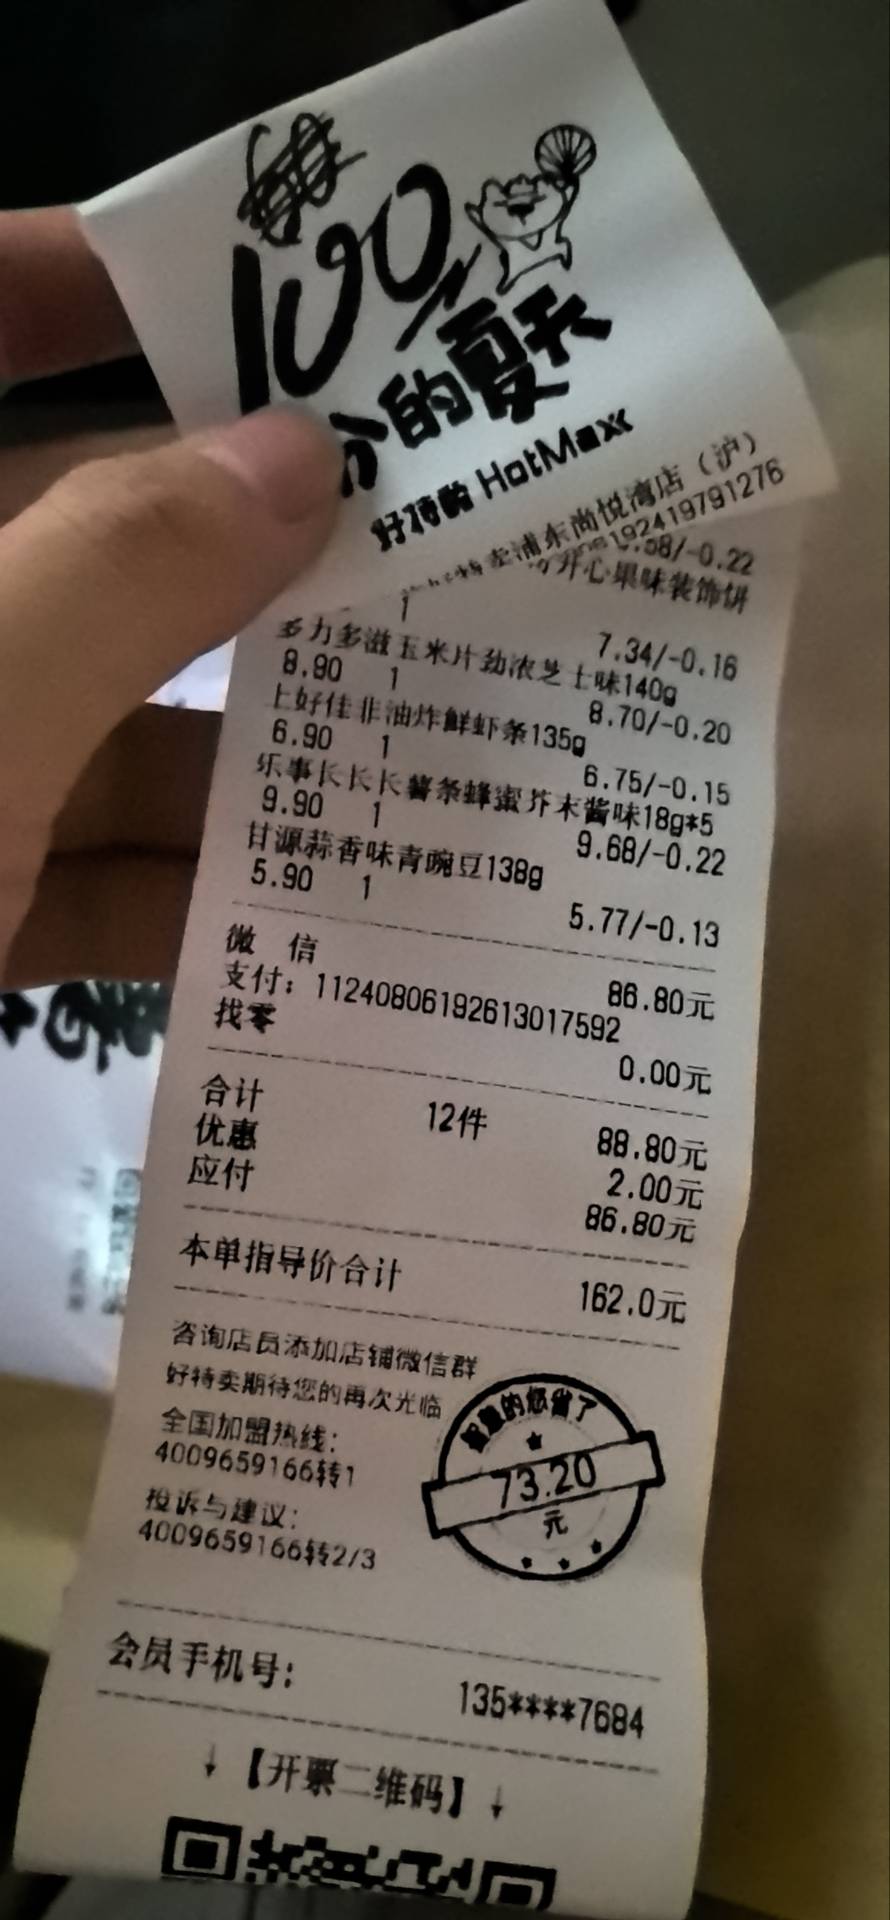 100
份的夏天
好特卖 HotMaxx
特卖浦东尚悦湾店（沪）
192419791276
.68/-0.22
开心果味装饰饼
1
7.34/-0.16
多力多滋玉米片劲浓芝士味140g
8.90 1 8.70/-0.20
上好佳非油炸鲜虾条135g
6.90 1 6.75/-0.15
乐事长长长薯条蜂蜜芥末酱味18g*5
9.90 1 9.68/-0.22
甘源蒜香味青豌豆138g
5.90 1 5.77/-0.13
微 信 86.80元
支付：11240806192613017592
找零 0.00元
合计 12件 88.80元
优惠 2.00元
应付 86.80元
本单指导价合计 162.0元
咨询店员添加店铺微信群
好特卖期待您的再次光临
全国加盟热线：
4009659166转1
投诉与建议：
4009659166转2/3
的您省了
73.20
元
会员手机号： 135****7684
↓【开票二维码】↓